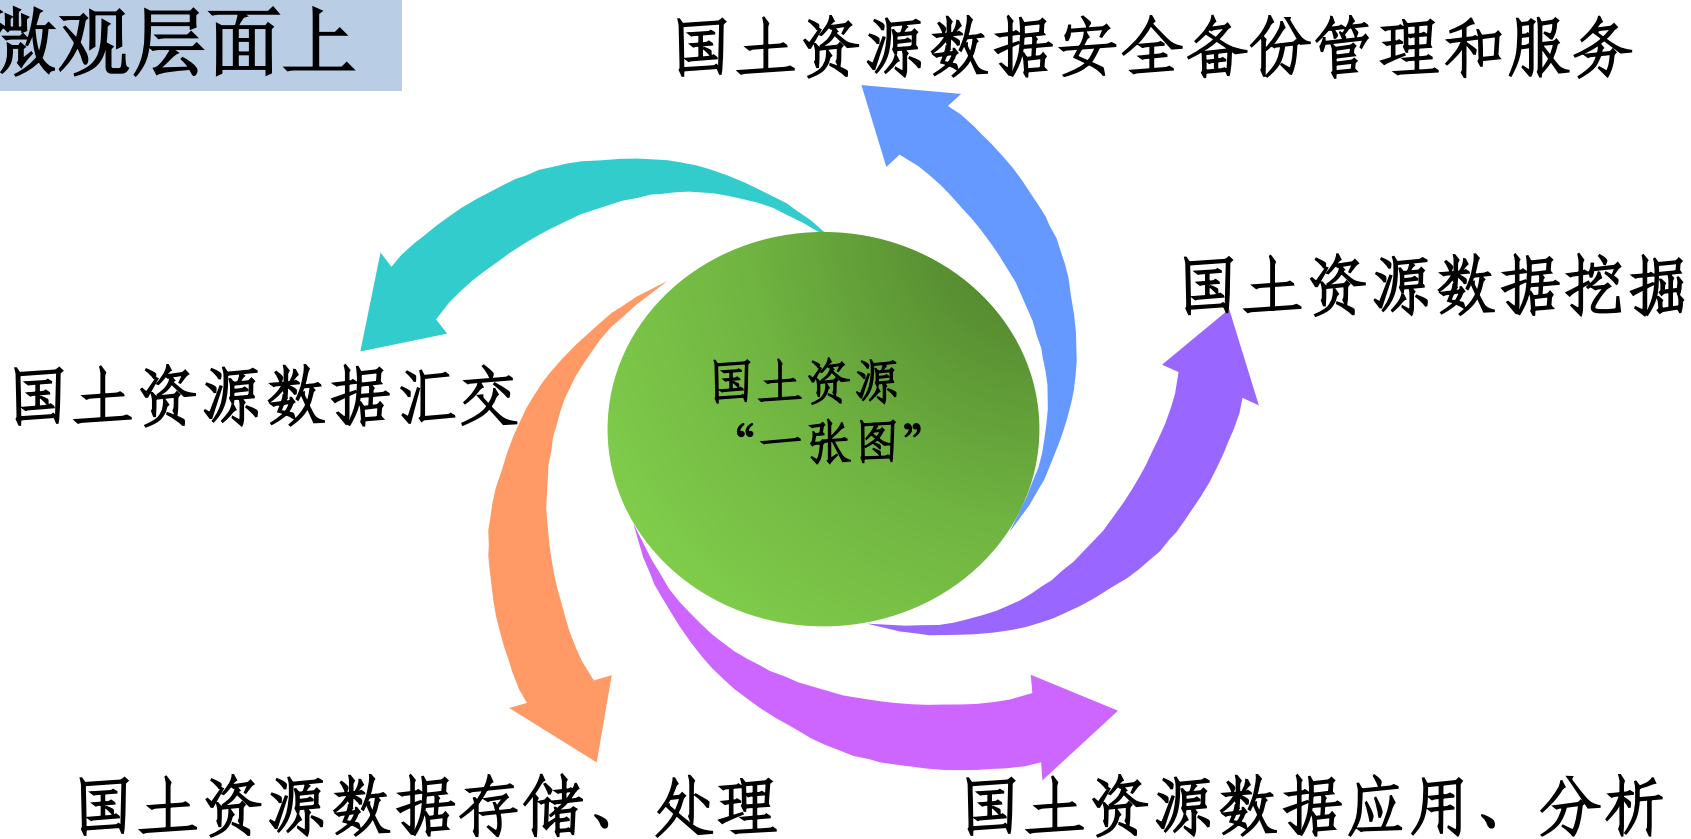 微观层面上
国土资源数据安全备份管理和服务
国土资源数据挖掘
国土资源数据汇交
国土资源
“一张图”
国土资源数据存储、处理
国土资源数据应用、分析